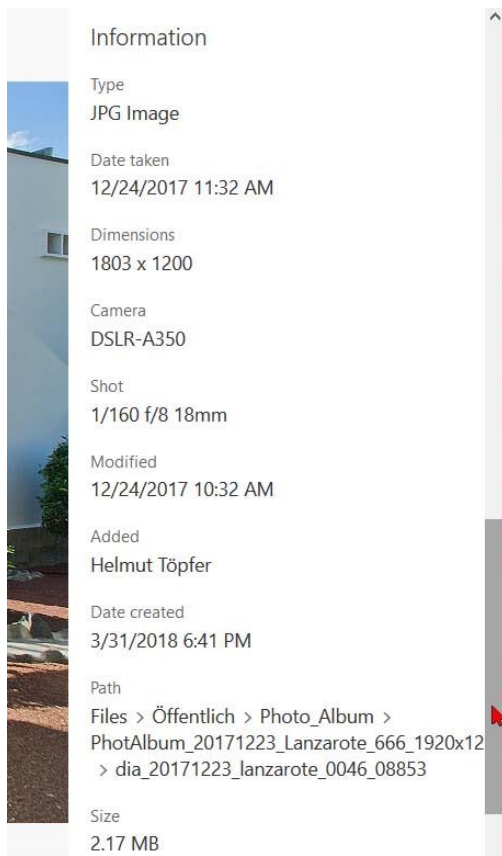 Information
Type
JPG Image
Date taken
12/24/2017 11:32 AM
Dimensions
1803 x 1200
Camera
DSLR-A350
Shot
1/160 f/8 18mm
Modified
12/24/2017 10:32 AM
Added
Helmut Töpfer
Date created
3/31/2018 6:41 PM
Path
Files > Öffentlich > Photo_Album >
PhotAlbum_20171223_Lanzarote_666_1920x12
> dia_20171223_lanzarote_0046_08853
Size
2.17 MB